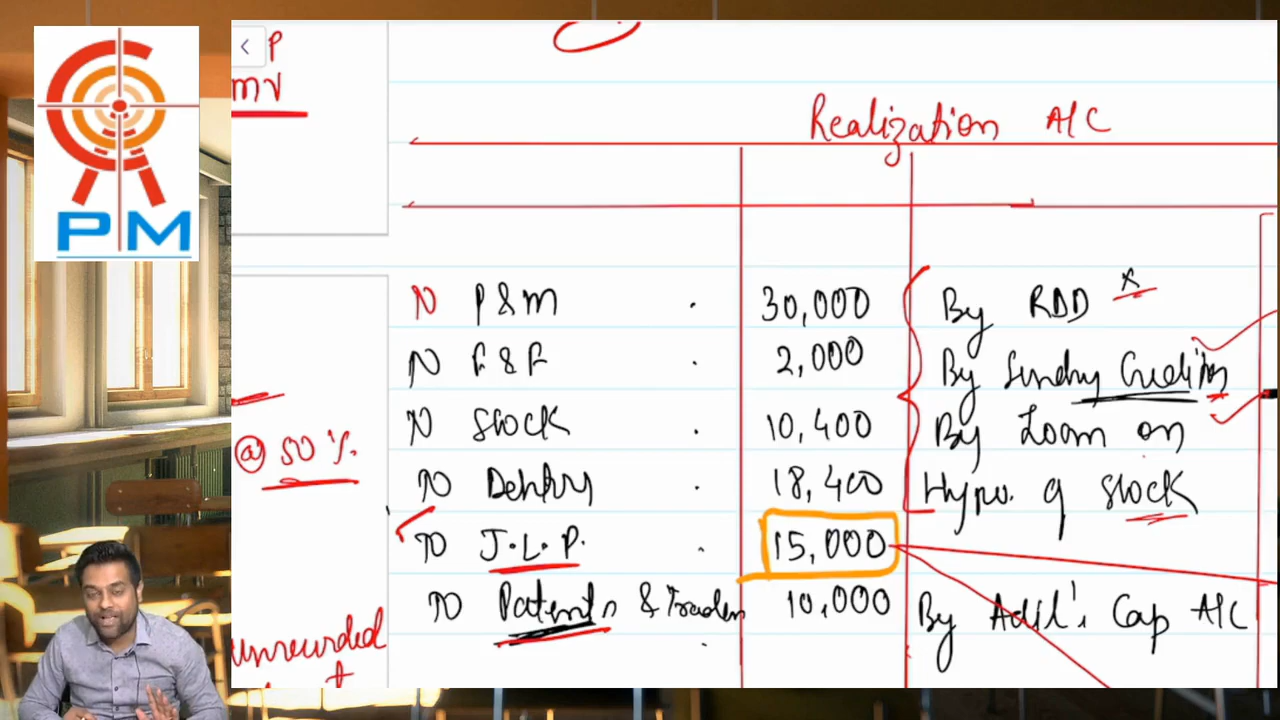 PM
< P
MV
Realization A/C
To P&M 30,000 By RDD
To F&F 2,000 By Sundry Creditors
To Stock 10,400 By Loan on
To Debtors 18,400 Hypo. of Stock
To J.L.P. 15,000
To Patents & Tradem 10,000 By Adil's Cap A/C
@ 50%
unrecorded